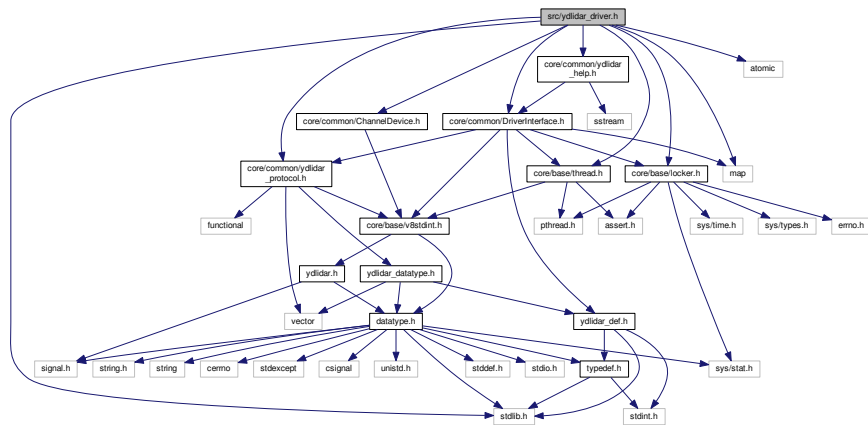 src/ydlidar_driver.h
core/common/ydlidar
_help.h
atomic
core/common/ChannelDevice.h
core/common/DriverInterface.h
sstream
core/common/ydlidar
_protocol.h
core/base/thread.h
core/base/locker.h
map
functional
core/base/v8stdint.h
pthread.h
assert.h
sys/time.h
sys/types.h
errno.h
ydlidar.h
ydlidar_datatype.h
vector
datatype.h
ydlidar_def.h
signal.h
string.h
string
cerrno
stdexcept
csignal
unistd.h
stddef.h
stdio.h
typedef.h
sys/stat.h
stdlib.h
stdint.h